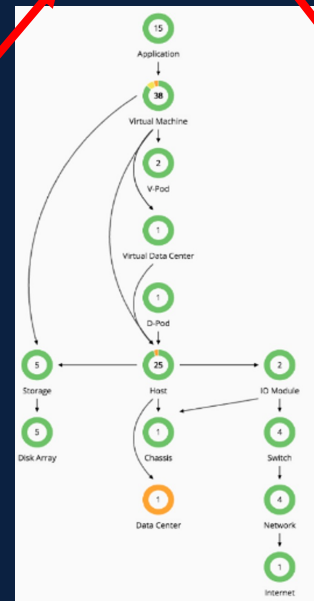 15
Application
38
Virtual Machine
2
V-Pod
1
Virtual Data Center
1
D-Pod
5 25 2
Storage Host IO Module
5 1 4
Disk Array Chassis Switch
1 4
Data Center Network
1
Internet